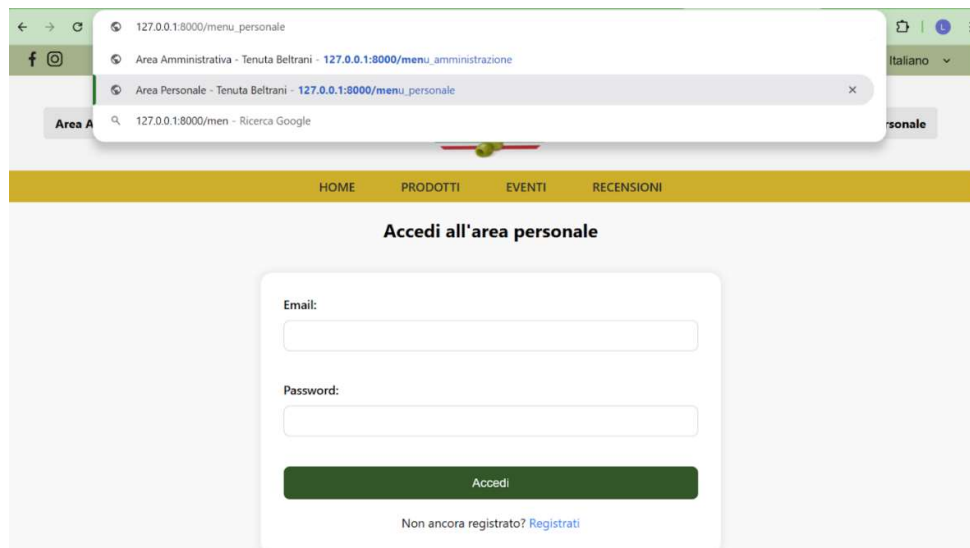 127.0.0.1:8000/menu_personale
Area Amministrativa - Tenuta Beltrani - 127.0.0.1:8000/menu_amministrazione
Italiano
Area Personale - Tenuta Beltrani - 127.0.0.1:8000/menu_personale
127.0.0.1:8000/men - Ricerca Google
Area A rsonale
HOME PRODOTTI EVENTI RECENSIONI
Accedi all'area personale
Email:
Password:
Accedi
Non ancora registrato? Registrati